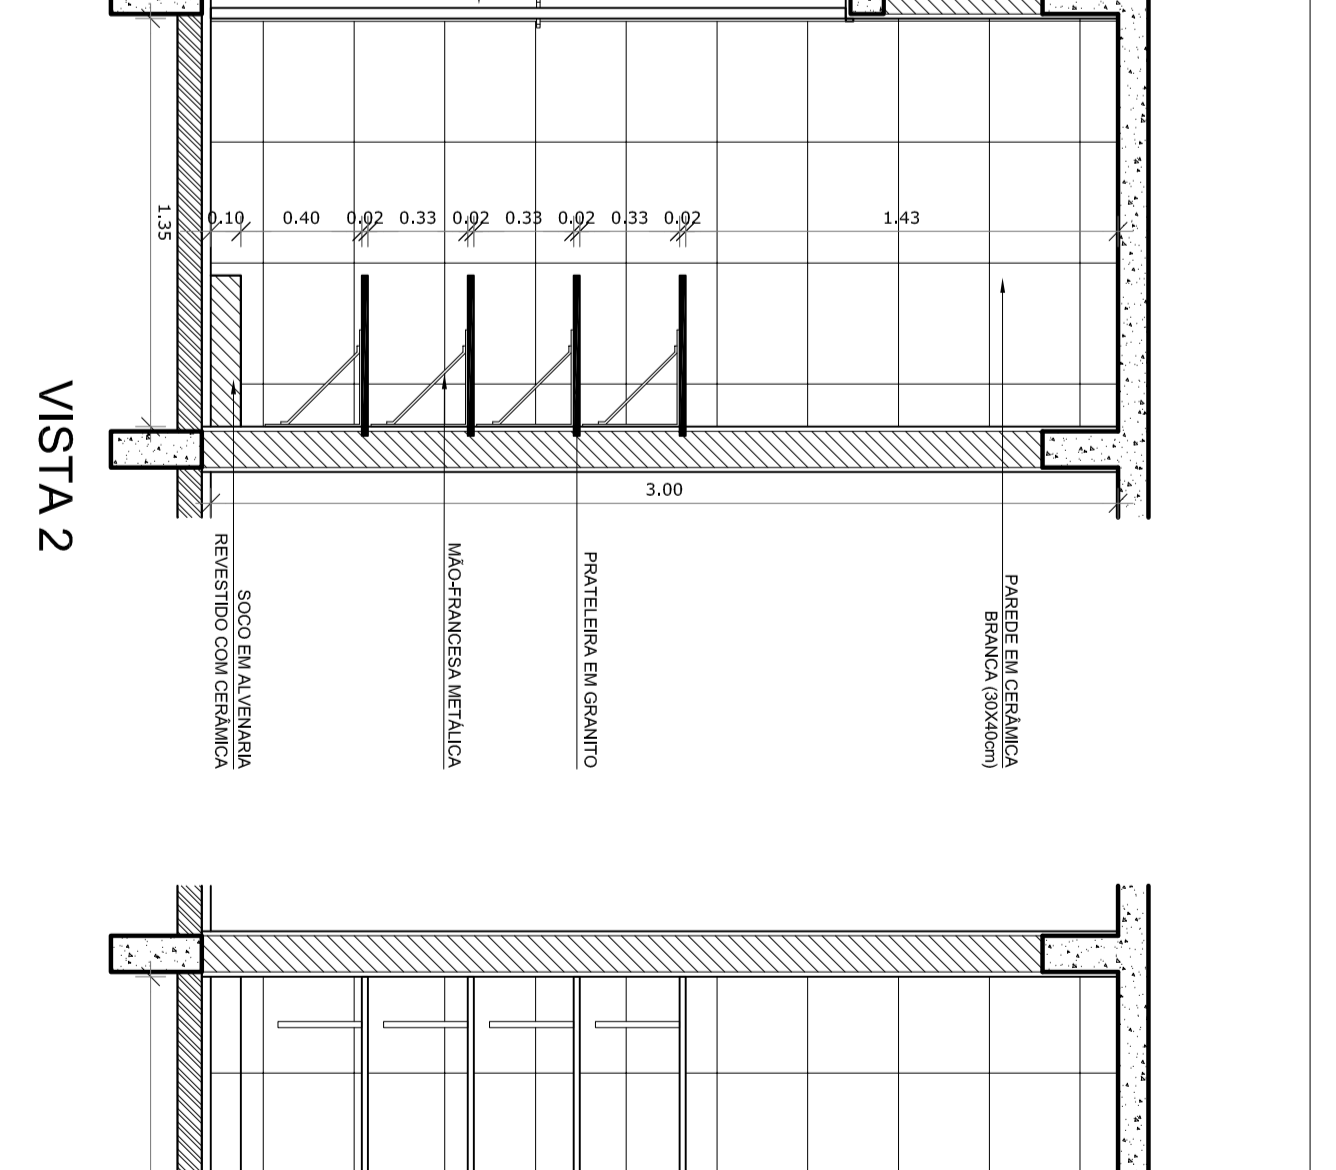 0.10 0.40 0.02 0.33 0.02 0.33 0.02 0.33 0.02 1.43
1.35
3.00
PAREDE EM CERÂMICA
BRANCA (30X40cm)
PRATELEIRA EM GRANITO
MÃO-FRANCESA METÁLICA
SOCO EM ALVENARIA
REVESTIDO COM CERÂMICA
VISTA 2